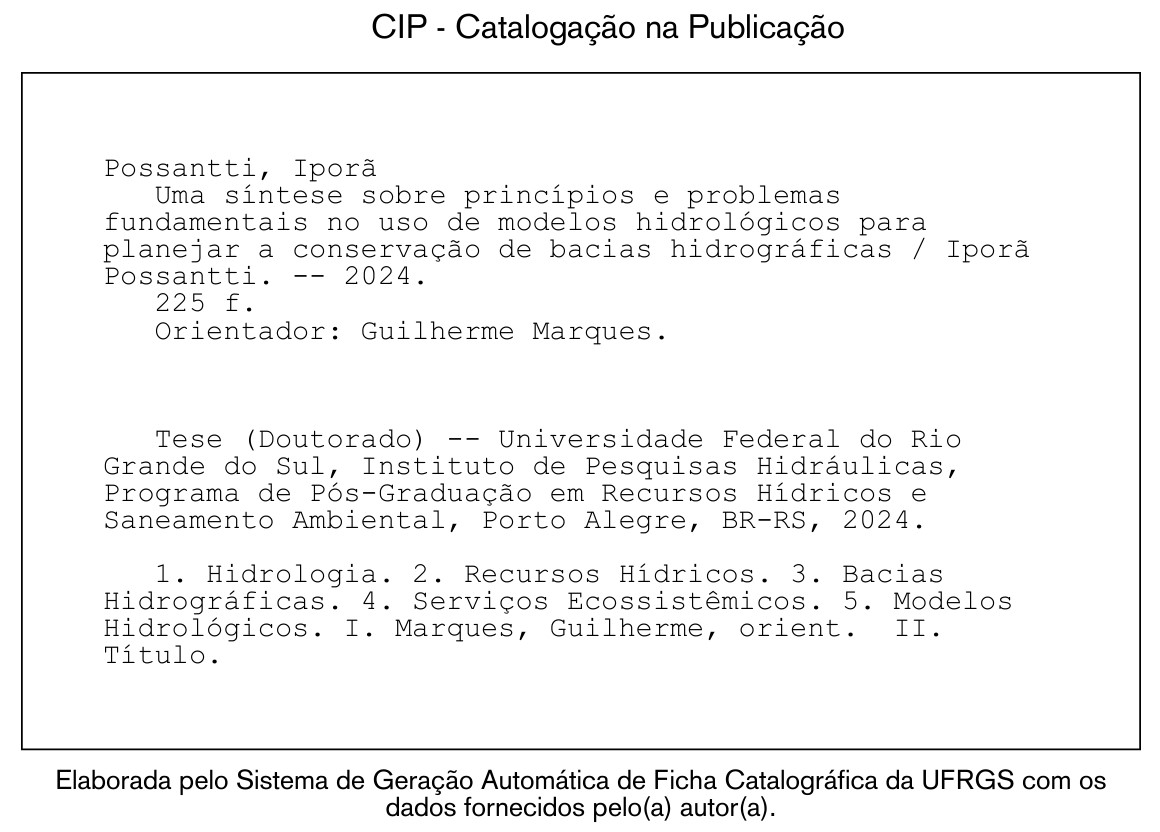 CIP - Catalogação na Publicação
Possantti, Iporã
Uma síntese sobre princípios e problemas
fundamentais no uso de modelos hidrológicos para
planejar a conservação de bacias hidrográficas / Iporã
Possantti. -- 2024.
225 f.
Orientador: Guilherme Marques.
Tese (Doutorado) -- Universidade Federal do Rio
Grande do Sul, Instituto de Pesquisas Hidráulicas,
Programa de Pós-Graduação em Recursos Hídricos e
Saneamento Ambiental, Porto Alegre, BR-RS, 2024.
1. Hidrologia. 2. Recursos Hídricos. 3. Bacias
Hidrográficas. 4. Serviços Ecossistêmicos. 5. Modelos
Hidrológicos. I. Marques, Guilherme, orient.  II.
Título.
Elaborada pelo Sistema de Geração Automática de Ficha Catalográfica da UFRGS com os
dados fornecidos pelo(a) autor(a).